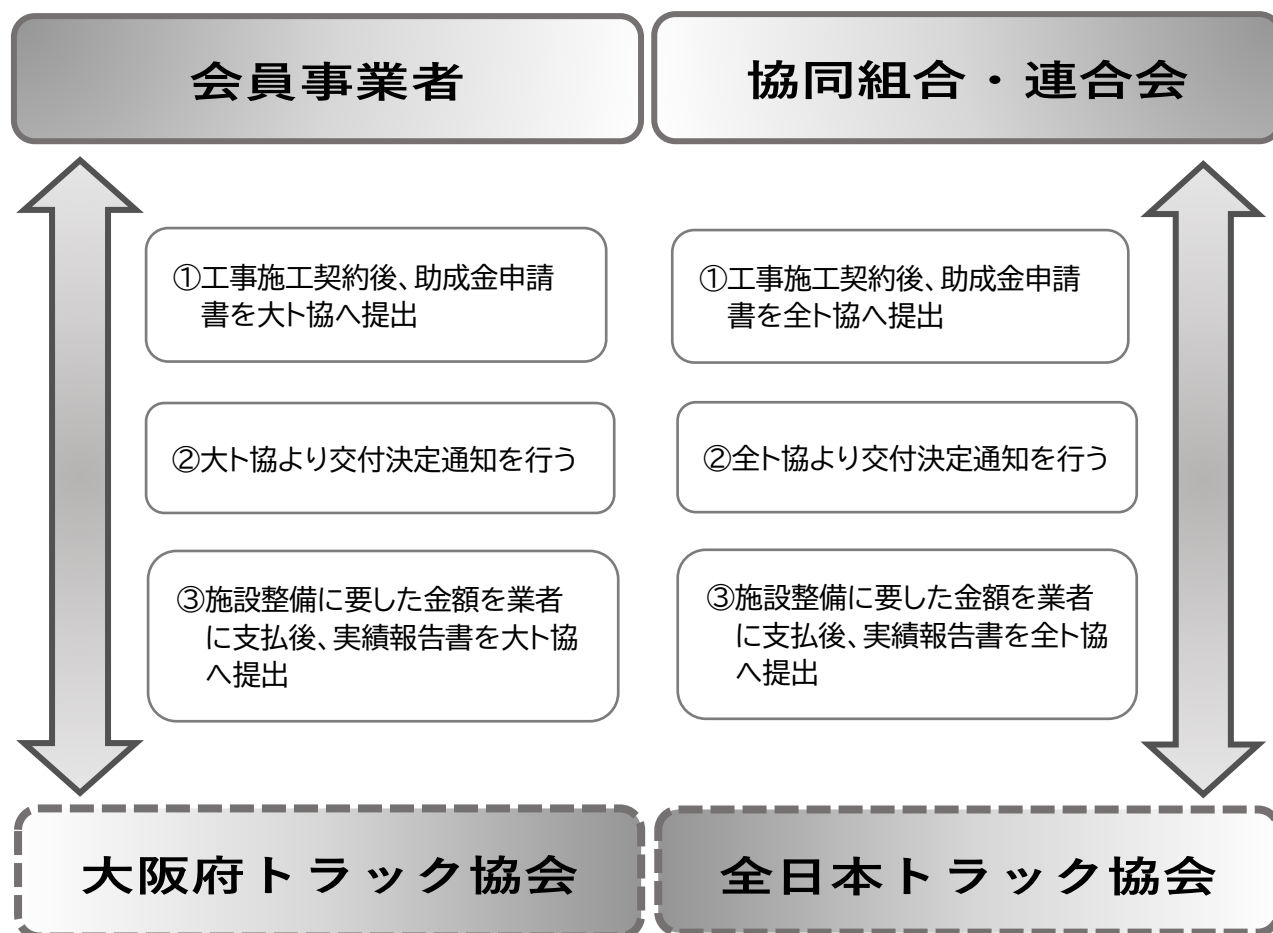 会員事業者
協同組合・連合会
①工事施工契約後、助成金申請
書を大ト協へ提出
①工事施工契約後、助成金申請
書を全ト協へ提出
②大ト協より交付決定通知を行う
②全ト協より交付決定通知を行う
③施設整備に要した金額を業者
に支払後、実績報告書を大ト協
へ提出
③施設整備に要した金額を業者
に支払後、実績報告書を全ト協
へ提出
大阪府トラック協会
全日本トラック協会